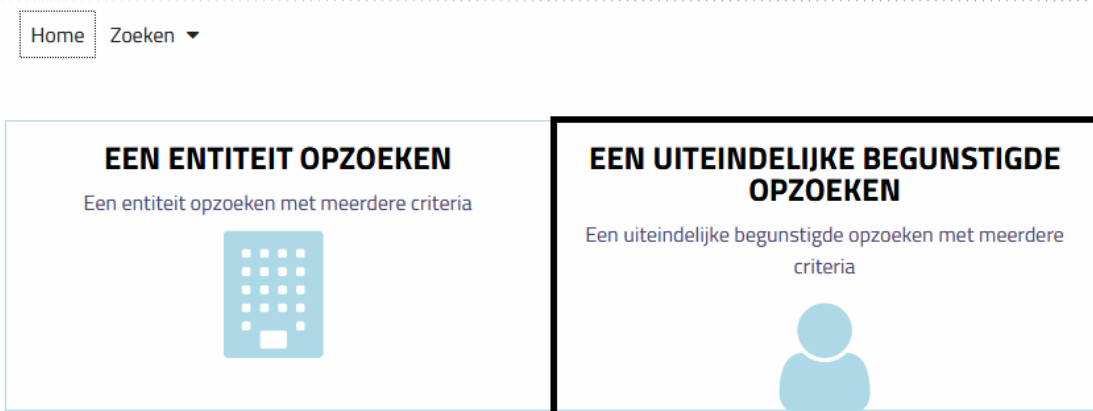 Home Zoeken
EEN ENTITEIT OPZOEKEN
Een entiteit opzoeken met meerdere criteria
EEN UITEINDELIJKE BEGUNSTIGDE
OPZOEKEN
Een uiteindelijke begunstigde opzoeken met meerdere
criteria